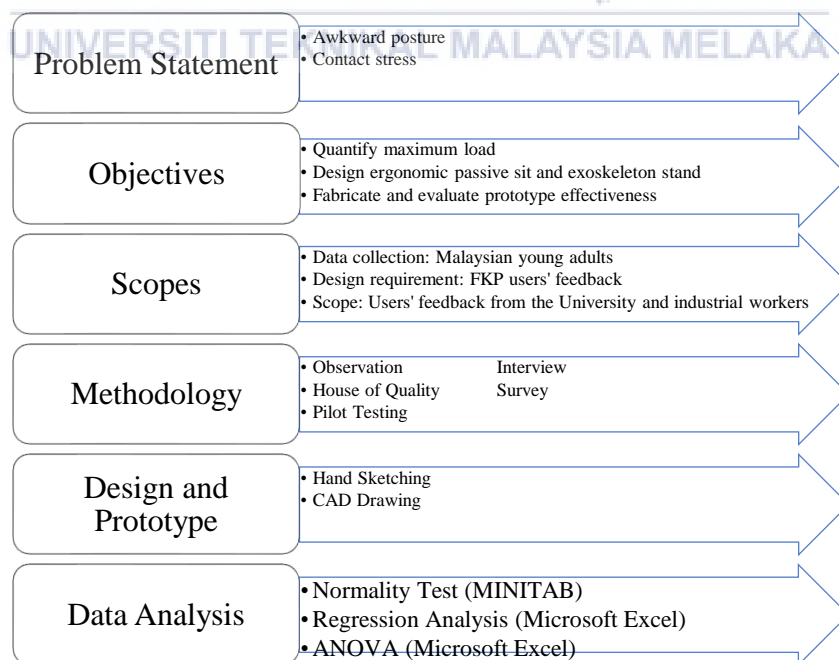 UNIVERSITI TEKNIKAL MALAYSIA MELAKA
Problem Statement
• Awkward posture
• Contact stress
Objectives
• Quantify maximum load
• Design ergonomic passive sit and exoskeleton stand
• Fabricate and evaluate prototype effectiveness
Scopes
• Data collection: Malaysian young adults
• Design requirement: FKP users' feedback
• Scope: Users' feedback from the University and industrial workers
Methodology
• Observation Interview
• House of Quality Survey
• Pilot Testing
Design and
Prototype
• Hand Sketching
• CAD Drawing
Data Analysis
• Normality Test (MINITAB)
• Regression Analysis (Microsoft Excel)
• ANOVA (Microsoft Excel)